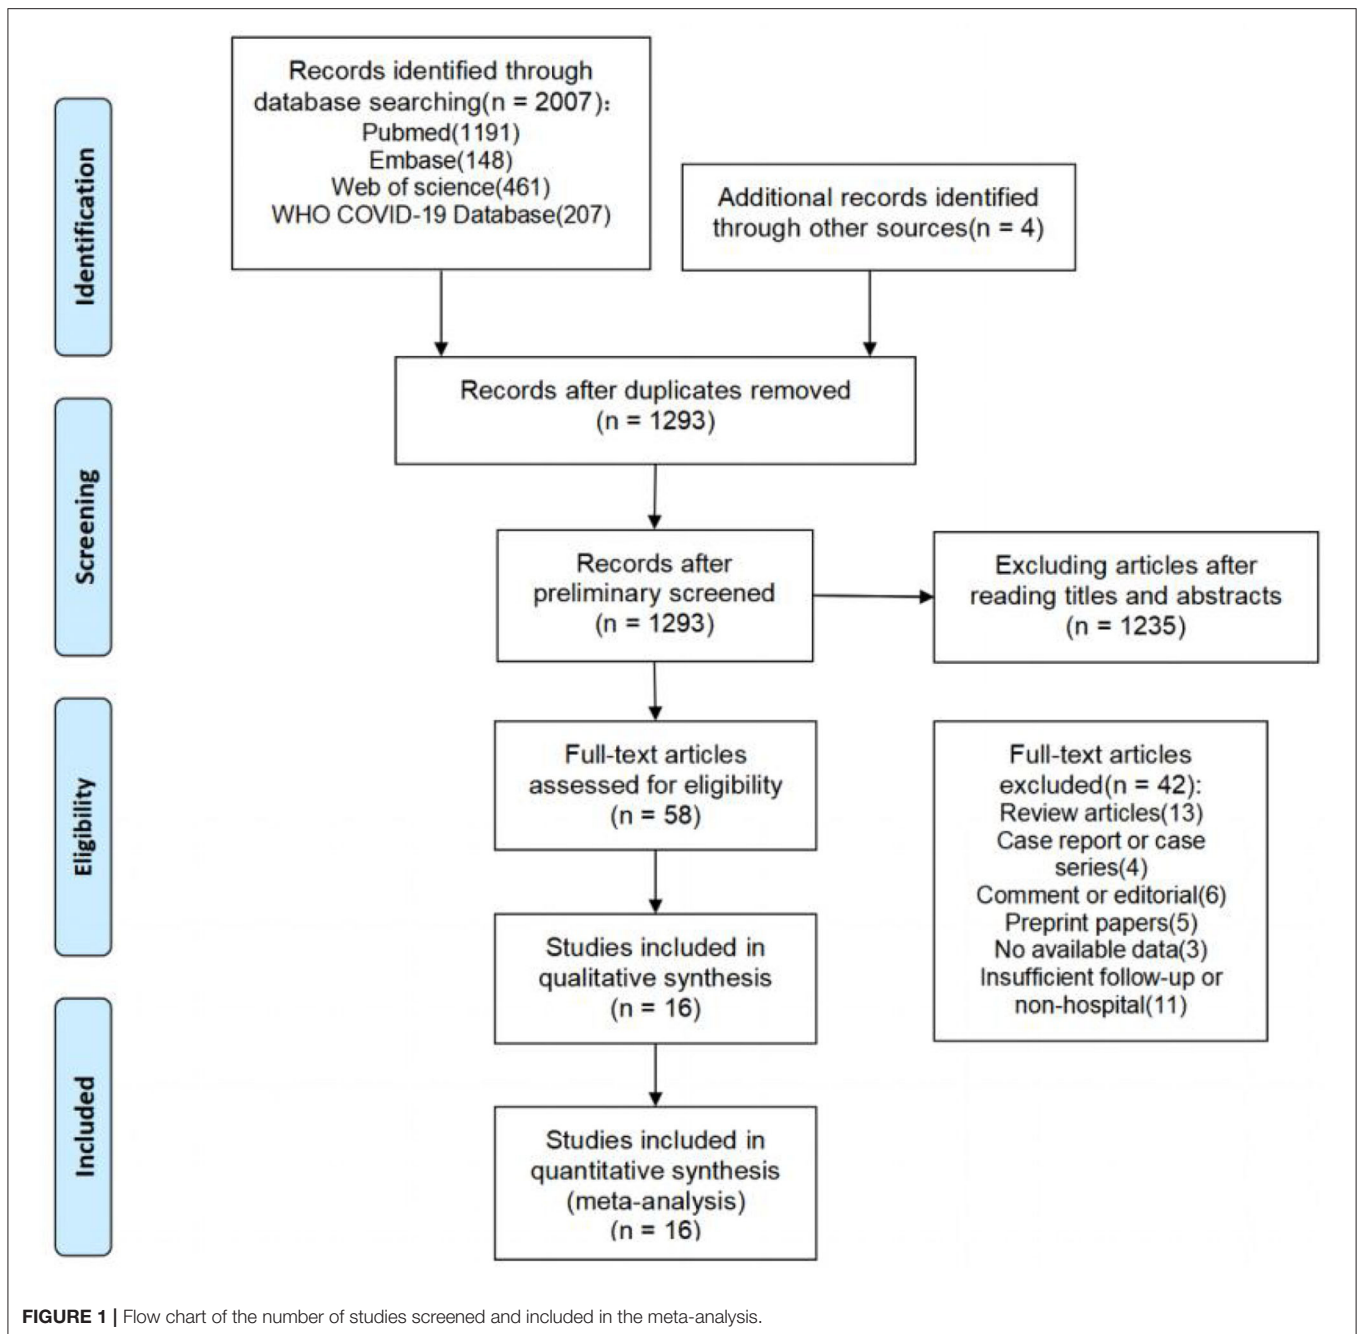 Identification
Records identified through
database searching(n = 2007):
Pubmed(1191)
Embase(148)
Web of science(461)
WHO COVID-19 Database(207)
Additional records identified
through other sources(n = 4)
Records after duplicates removed
(n = 1293)
Screening
Records after
preliminary screened
(n = 1293)
Excluding articles after
reading titles and abstracts
(n = 1235)
Eligibility
Full-text articles
assessed for eligibility
(n = 58)
Full-text articles
excluded(n = 42):
Review articles(13)
Case report or case
series(4)
Comment or editorial(6)
Preprint papers(5)
No available data(3)
Insufficient follow-up or
non-hospital(11)
Studies included in
qualitative synthesis
(n = 16)
Included
Studies included in
quantitative synthesis
(meta-analysis)
(n = 16)
FIGURE 1 | Flow chart of the number of studies screened and included in the meta-analysis.